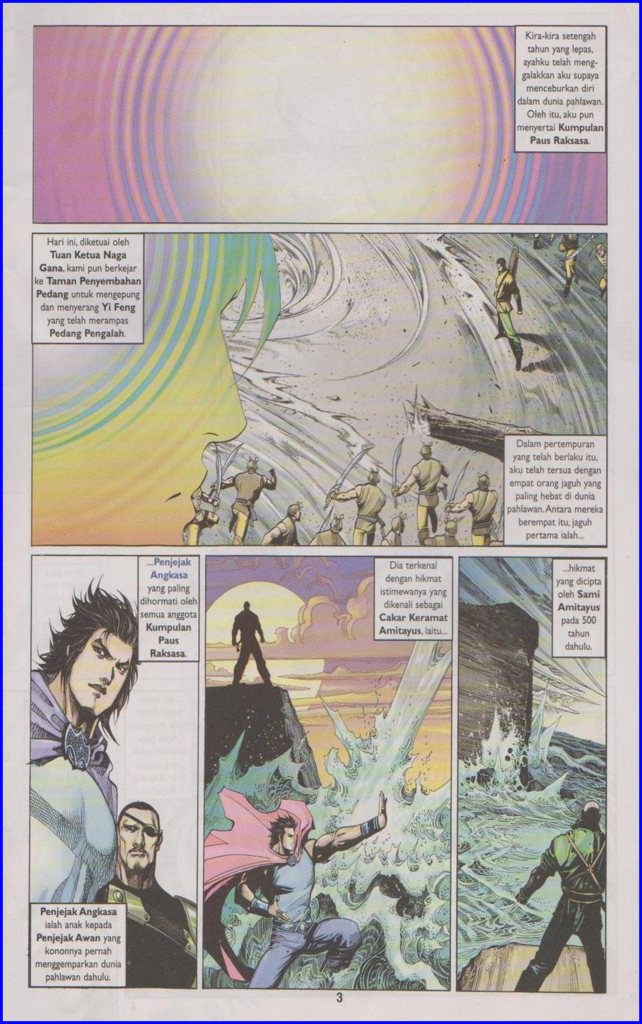 Kira-kira setengah
tahun yang lepas,
ayahku telah meng-
galakkan aku supaya
menceburkan diri
dalam dunia pahlawan.
Oleh itu, aku pun
menyertai Kumpulan
Paus Raksasa.
Hari ini, diketuai oleh
Tuan Ketua Naga
Gana, kami pun berkejar
ke Taman Penyembahan
Pedang untuk mengepung
dan menyerang Yi Feng
yang telah merampas
Pedang Pengalah.
Dalam pertempuran
yang telah berlaku itu,
aku telah tersua dengan
empat orang jaguh yang
paling hebat di dunia
pahlawan. Antara mereka
berempat itu, jaguh
pertama ialah...
...Penjejak
Angkasa
yang paling
dihormati oleh
semua anggota
Kumpulan
Paus
Raksasa.
Penjejak Angkasa
ialah anak kepada
Penjejak Awan yang
kononnya pernah
menggemparkan dunia
pahlawan dahulu.
Dia terkenal
dengan hikmat
istimewanya yang
dikenali sebagai
Cakar Keramat
Amitayus, iaitu...
...hikmat
yang dicipta
oleh Sami
Amitayus
pada 500
tahun
dahulu.
3